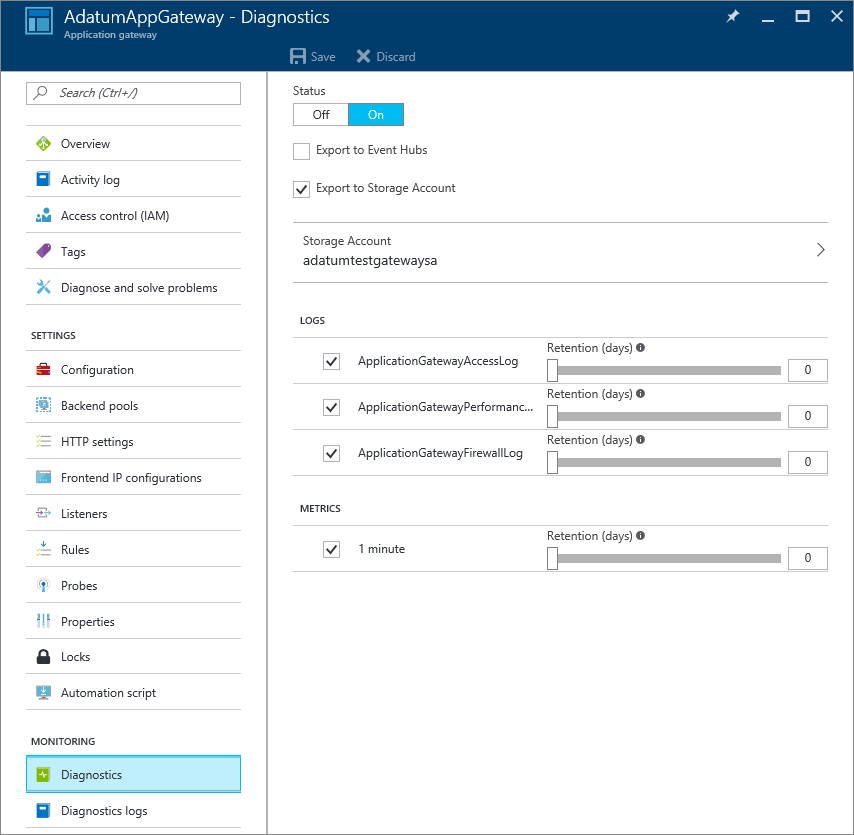 AdatumAppGateway - Diagnostics
Application gateway
Save Discard
Search (Ctrl+/)
Overview
Activity log
Access control (IAM)
Tags
Diagnose and solve problems
SETTINGS
Configuration
Backend pools
HTTP settings
Frontend IP configurations
Listeners
Rules
Probes
Properties
Locks
Automation script
MONITORING
Diagnostics
Diagnostics logs
Status
Off On
Export to Event Hubs
Export to Storage Account
Storage Account
adatumtestgatewaysa
LOGS
Retention (days)
ApplicationGatewayAccessLog 0
Retention (days)
ApplicationGatewayPerformanc... 0
Retention (days)
ApplicationGatewayFirewallLog 0
METRICS
Retention (days)
1 minute 0